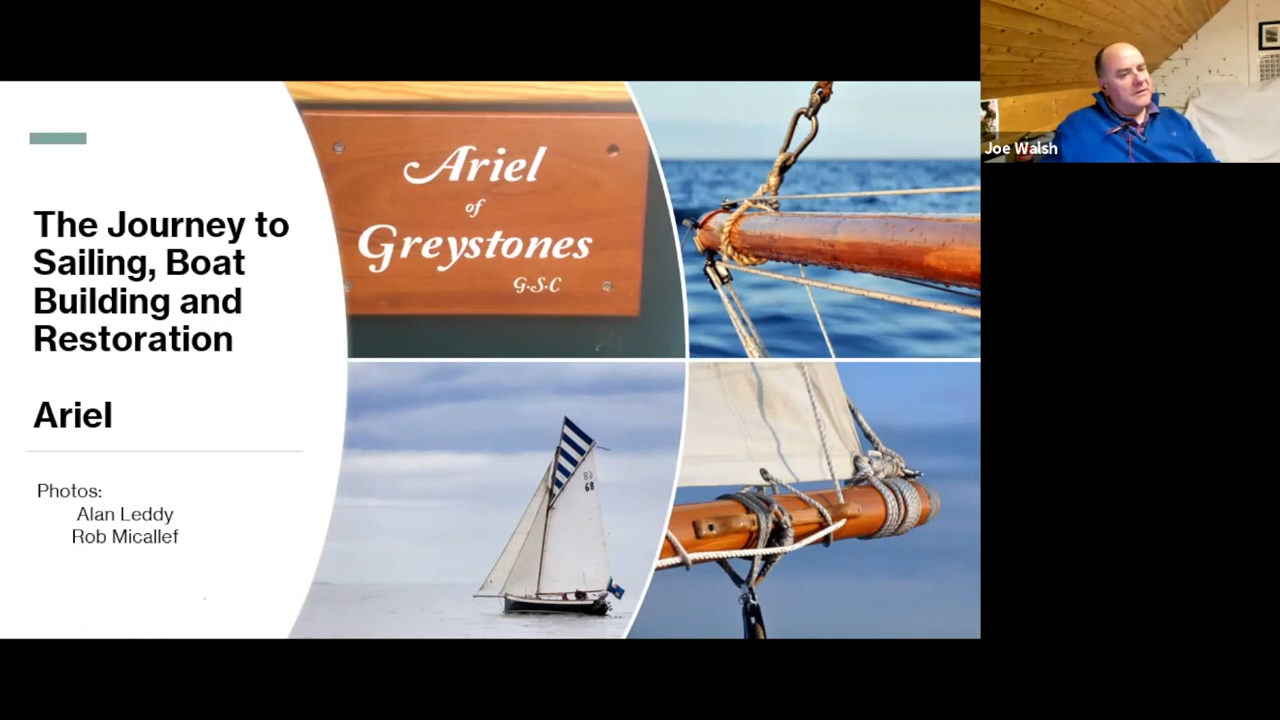 The Journey to
Sailing, Boat
Building and
Restoration
Ariel
Photos:
Alan Leddy
Rob Micallef
Ariel
of
Greystones
G.S.C
68
Joe Walsh